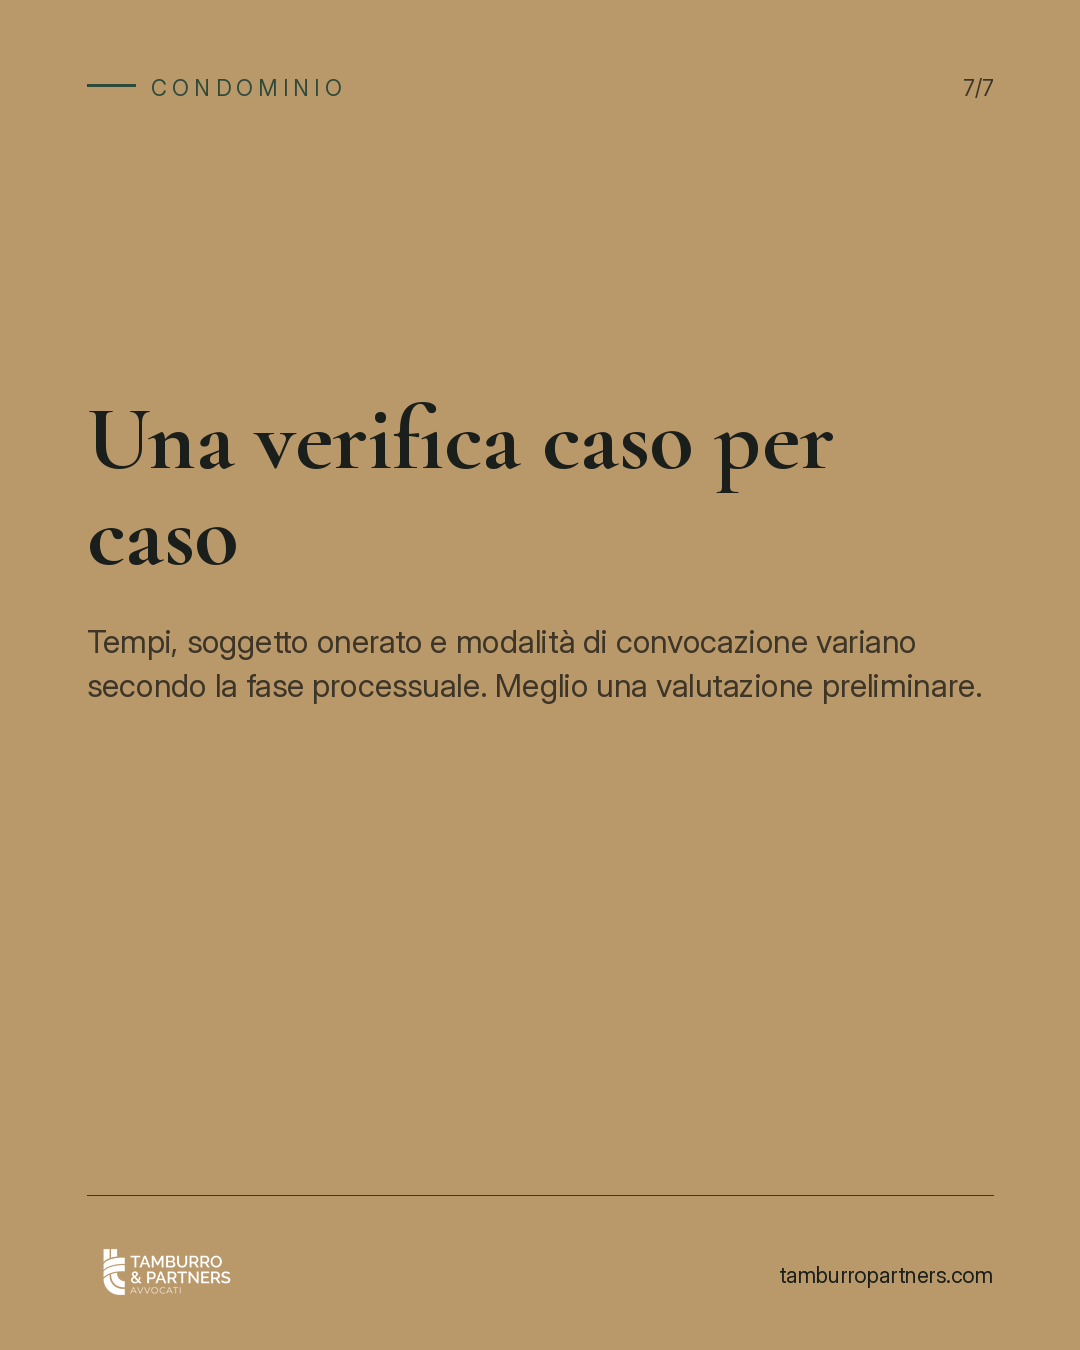 CONDOMINIO
7/7
Una verifica caso per
caso
Tempi, soggetto onerato e modalità di convocazione variano
secondo la fase processuale. Meglio una valutazione preliminare.
TAMBURRO
& PARTNERS
AVVOCATI
tamburropartners.com